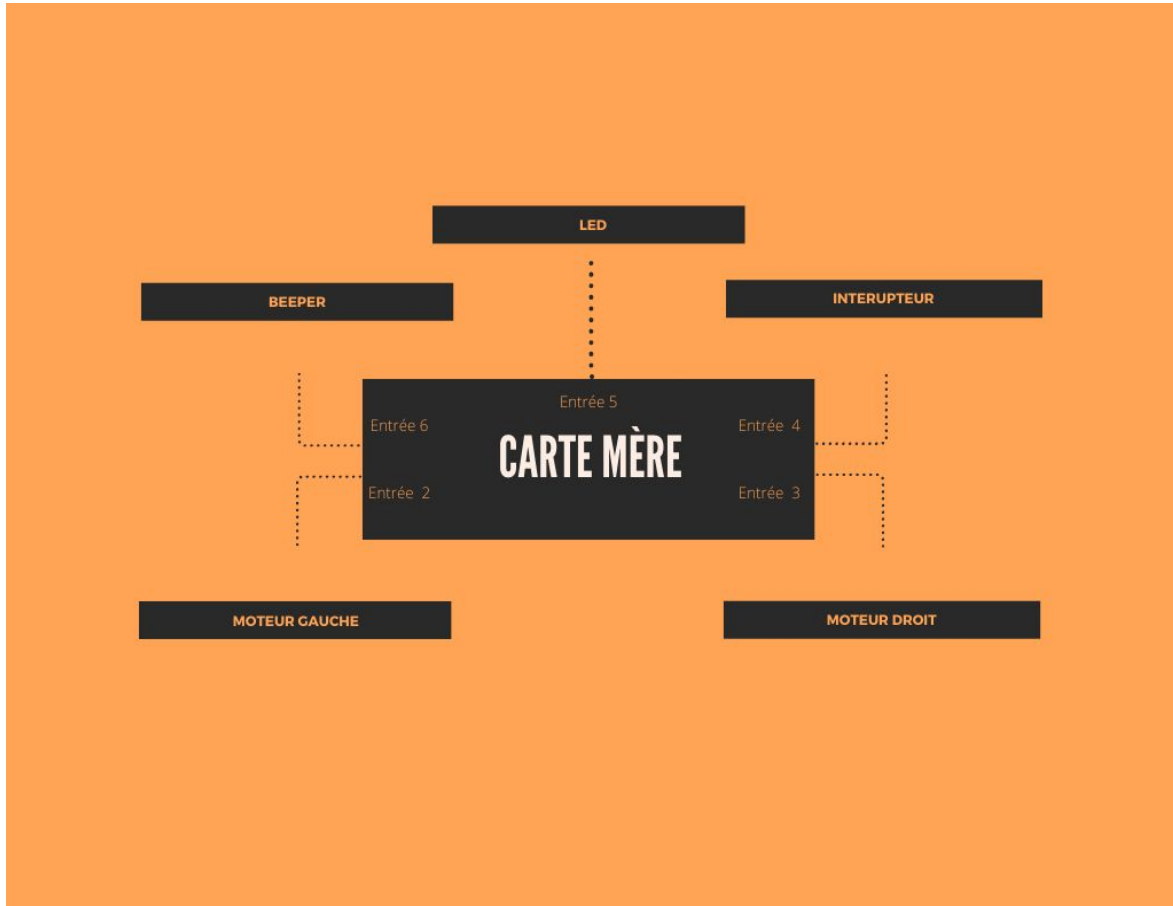 LED
BEEPER
INTERUPTEUR
Entrée 5
Entrée 6
Entrée 4
CARTE MÈRE
Entrée 2
Entrée 3
MOTEUR GAUCHE
MOTEUR DROIT